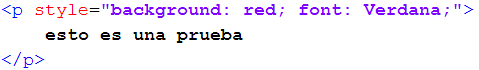 <p style="background: red; font: Verdana;">
esto es una prueba
</p>